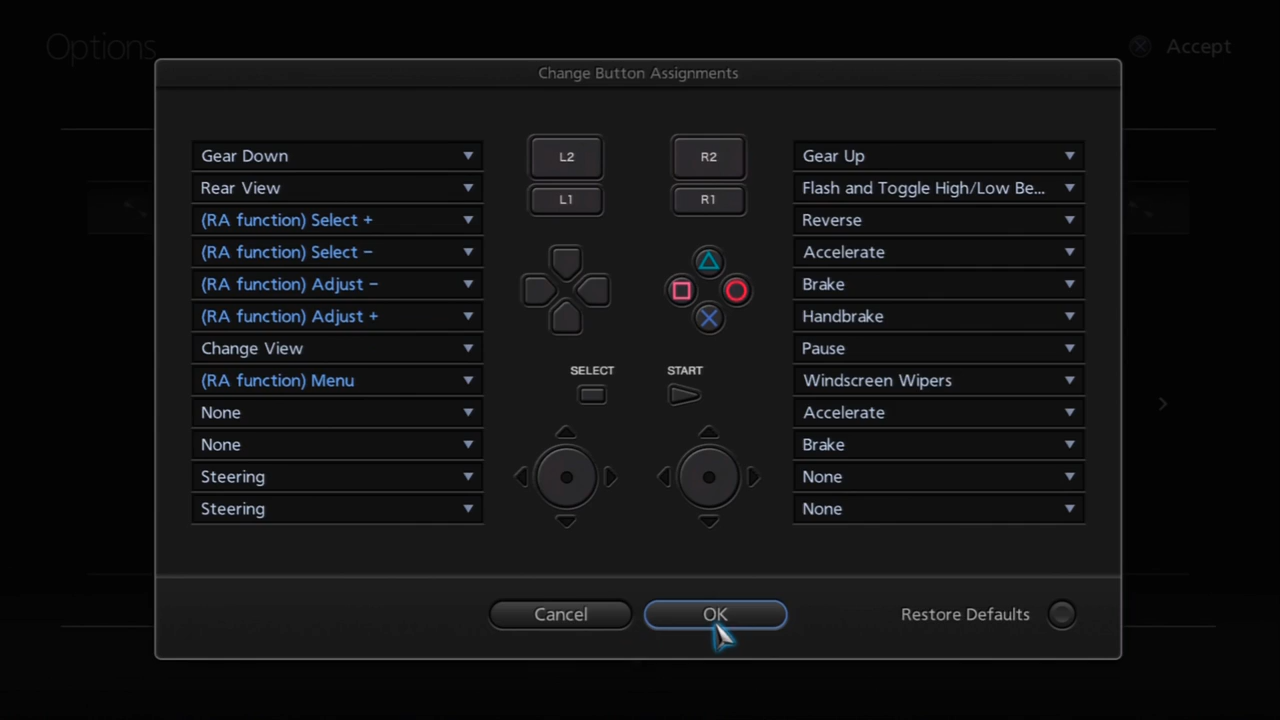 Options
Accept
Change Button Assignments
Gear Down
Rear View
(RA function) Select +
(RA function) Select −
(RA function) Adjust −
(RA function) Adjust +
Change View
(RA function) Menu
None
None
Steering
Steering
L2
R2
L1
R1
SELECT
START
Gear Up
Flash and Toggle High/Low Be...
Reverse
Accelerate
Brake
Handbrake
Pause
Windscreen Wipers
Accelerate
Brake
None
None
Cancel
OK
Restore Defaults